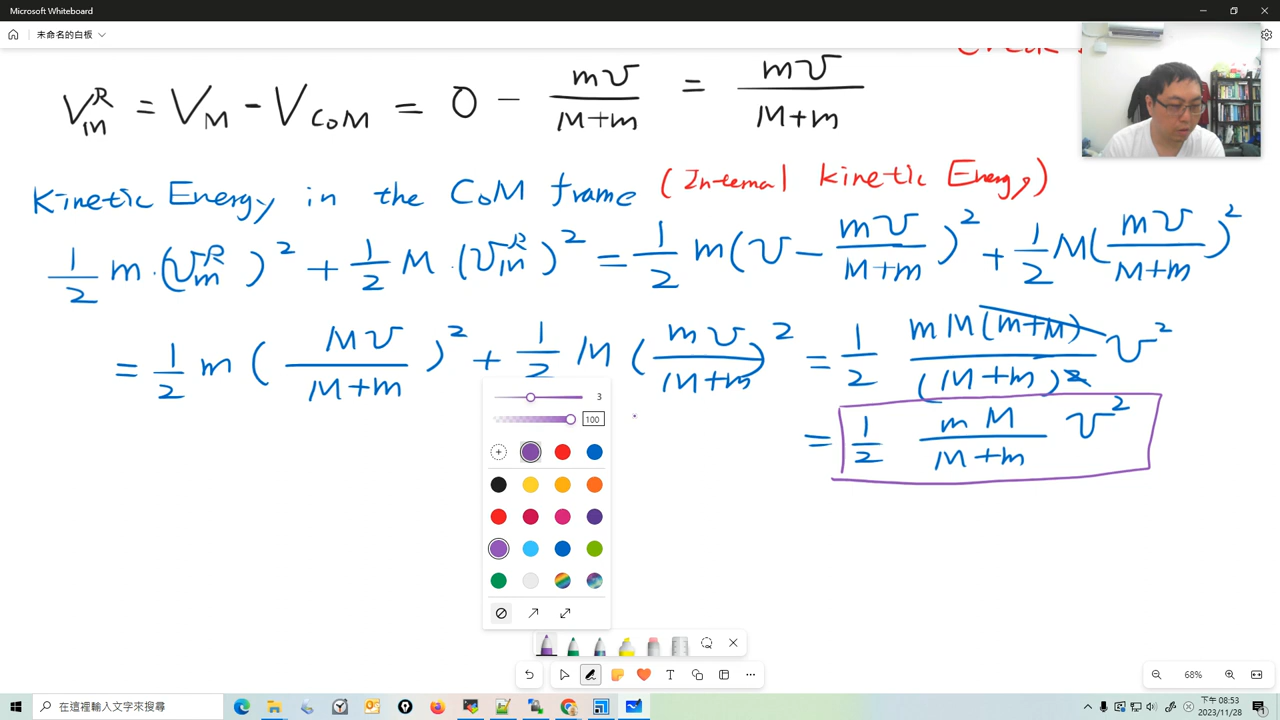 Microsoft Whiteboard
未命名的白板
V_m^R = V_M - V_CoM = 0 - mv/(M+m) = mv/(M+m)
Kinetic Energy in the CoM frame (Internal kinetic Energy)
1/2 m·(v_m^R)^2 + 1/2 M·(v_m^R)^2 = 1/2 m(v - mv/(M+m))^2 + 1/2 M(mv/(M+m))^2
= 1/2 m(Mv/(M+m))^2 + 1/2 M(mv/(M+m))^2 = 1/2 mM(m+M)/(M+m)^2 v^2
= 1/2 mM/(M+m) v^2
3
100
68%
在這裡輸入文字來搜尋
下午 08:53
2023/11/28